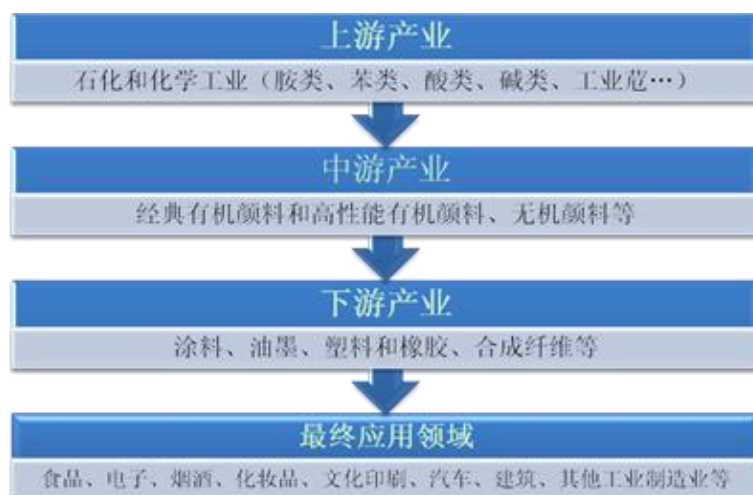 上游产业
石化和化学工业（胺类、苯类、酸类、碱类、工业苊…）
中游产业
经典有机颜料和高性能有机颜料、无机颜料等
下游产业
涂料、油墨、塑料和橡胶、合成纤维等
最终应用领域
食品、电子、烟酒、化妆品、文化印刷、汽车、建筑、其他工业制造业等